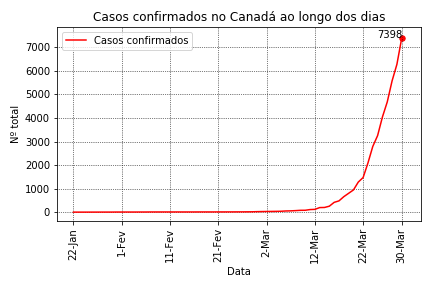 Casos confirmados no Canadá ao longo dos dias
Casos confirmados
7398
Nº total
7000
6000
5000
4000
3000
2000
1000
0
22-Jan
1-Fev
11-Fev
21-Fev
2-Mar
12-Mar
22-Mar
30-Mar
Data